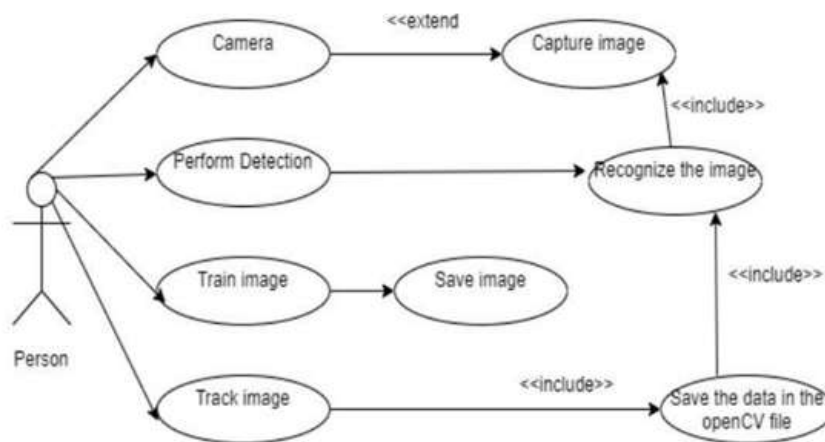 <<extend
Camera
Capture image
<<include>>
Perform Detection
Recognize the image
Train image
Save image
<<include>>
Person
<<include>>
Track image
Save the data in the
openCV file